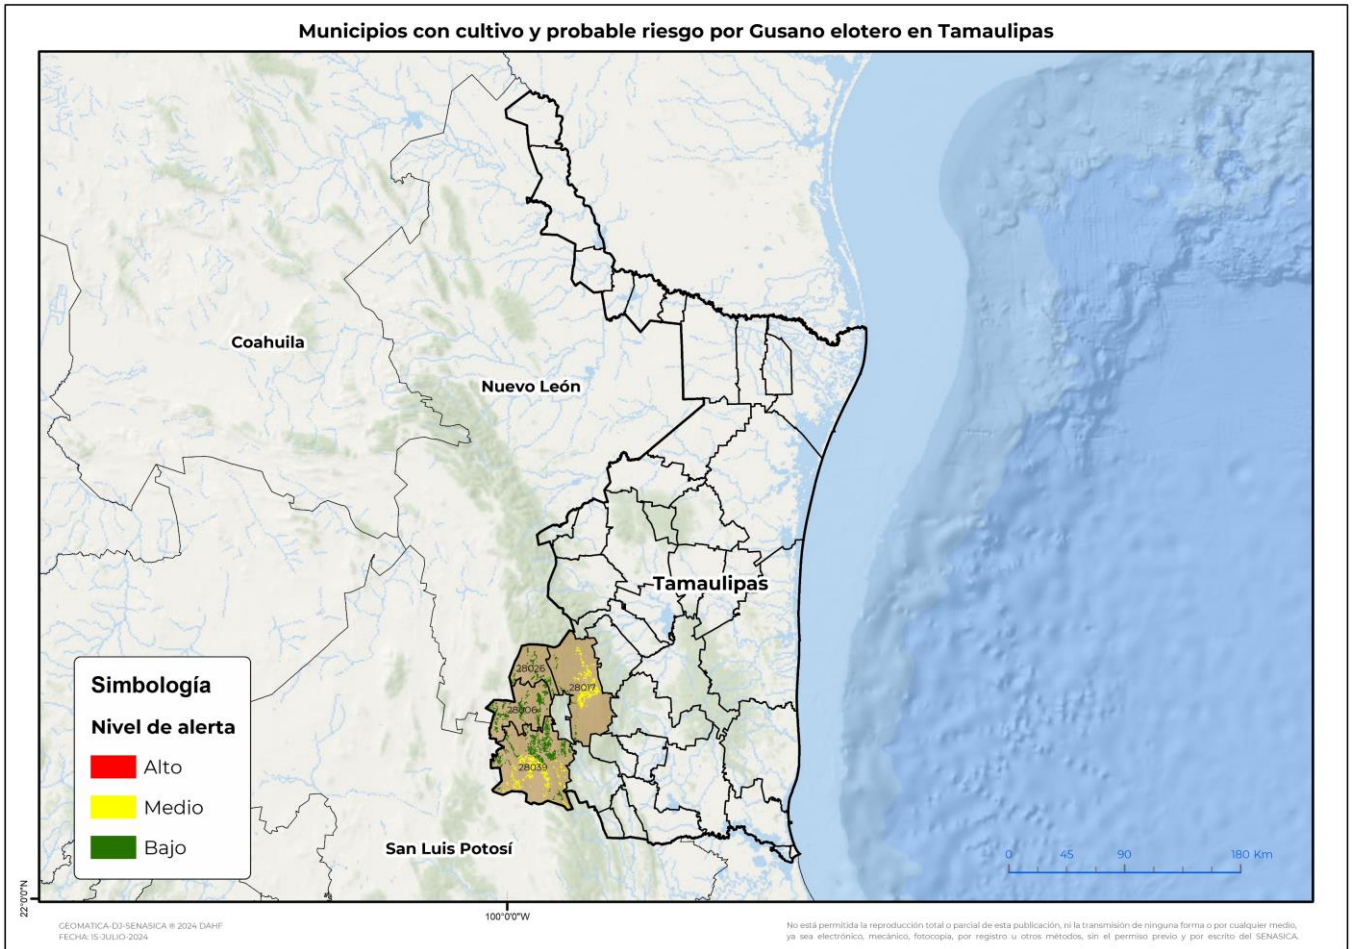 Municipios con cultivo y probable riesgo por Gusano elotero en Tamaulipas
Coahuila
Nuevo León
Tamaulipas
28026
28017
28006
28039
San Luis Potosí
Simbología
Nivel de alerta
Alto
Medio
Bajo
0 45 90 180 Km
22°0'0"N
100°0'0"W
GEOMATICA-DJ-SENASICA ® 2024 DAHF
FECHA: 15-JULIO-2024
No está permitida la reproducción total o parcial de esta publicación, ni la transmisión de ninguna forma o por cualquier medio,
ya sea electrónico, mecánico, fotocopia, por registro u otros métodos, sin el permiso previo y por escrito del SENASICA.